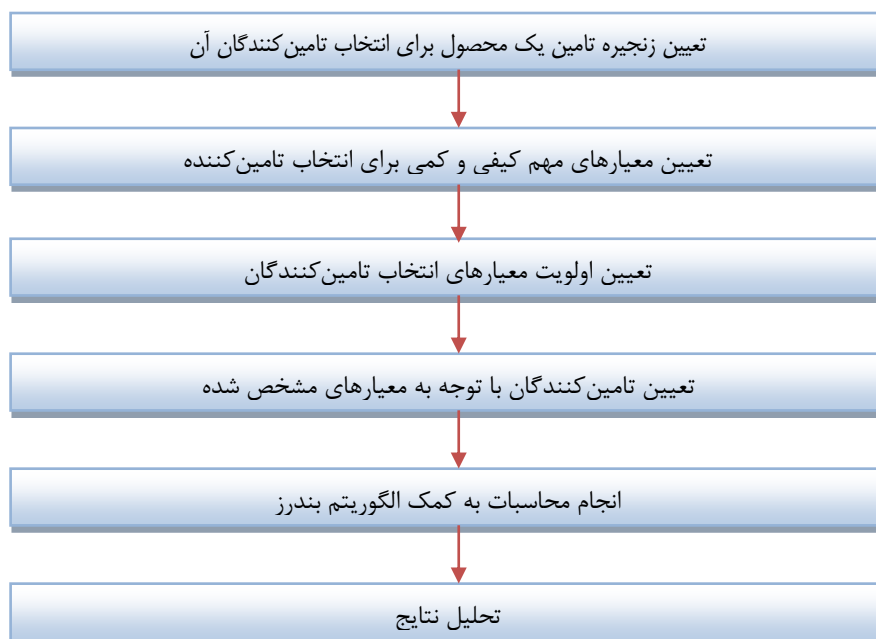 تعیین زنجیره تامین یک محصول برای انتخاب تامین‌کنندگان آن
تعیین معیارهای مهم کیفی و کمی برای انتخاب تامین‌کننده
تعیین اولویت معیارهای انتخاب تامین‌کنندگان
تعیین تامین‌کنندگان با توجه به معیارهای مشخص شده
انجام محاسبات به کمک الگوریتم بندرز
تحلیل نتایج